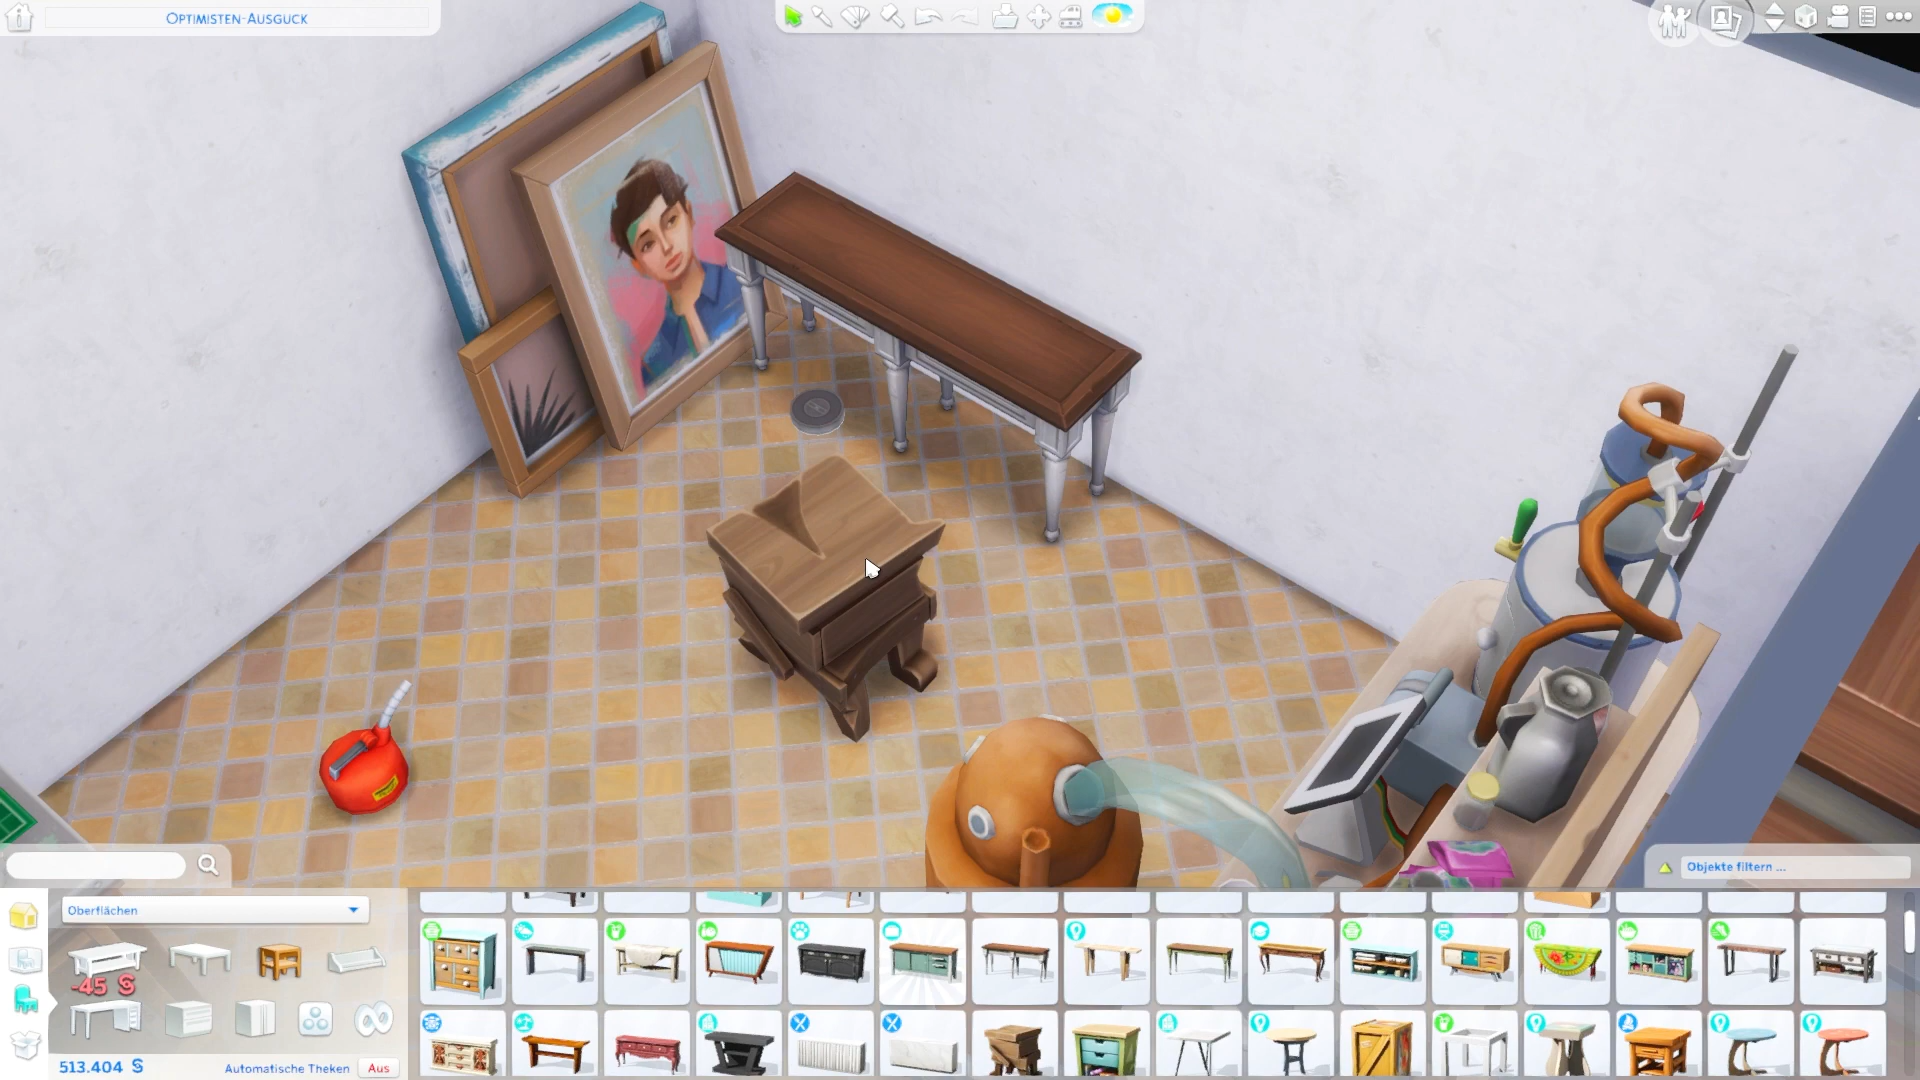 Optimisten-Ausguck
Objekte filtern ...
Oberflächen
-45 §
513.404 §
Automatische Theken
Aus